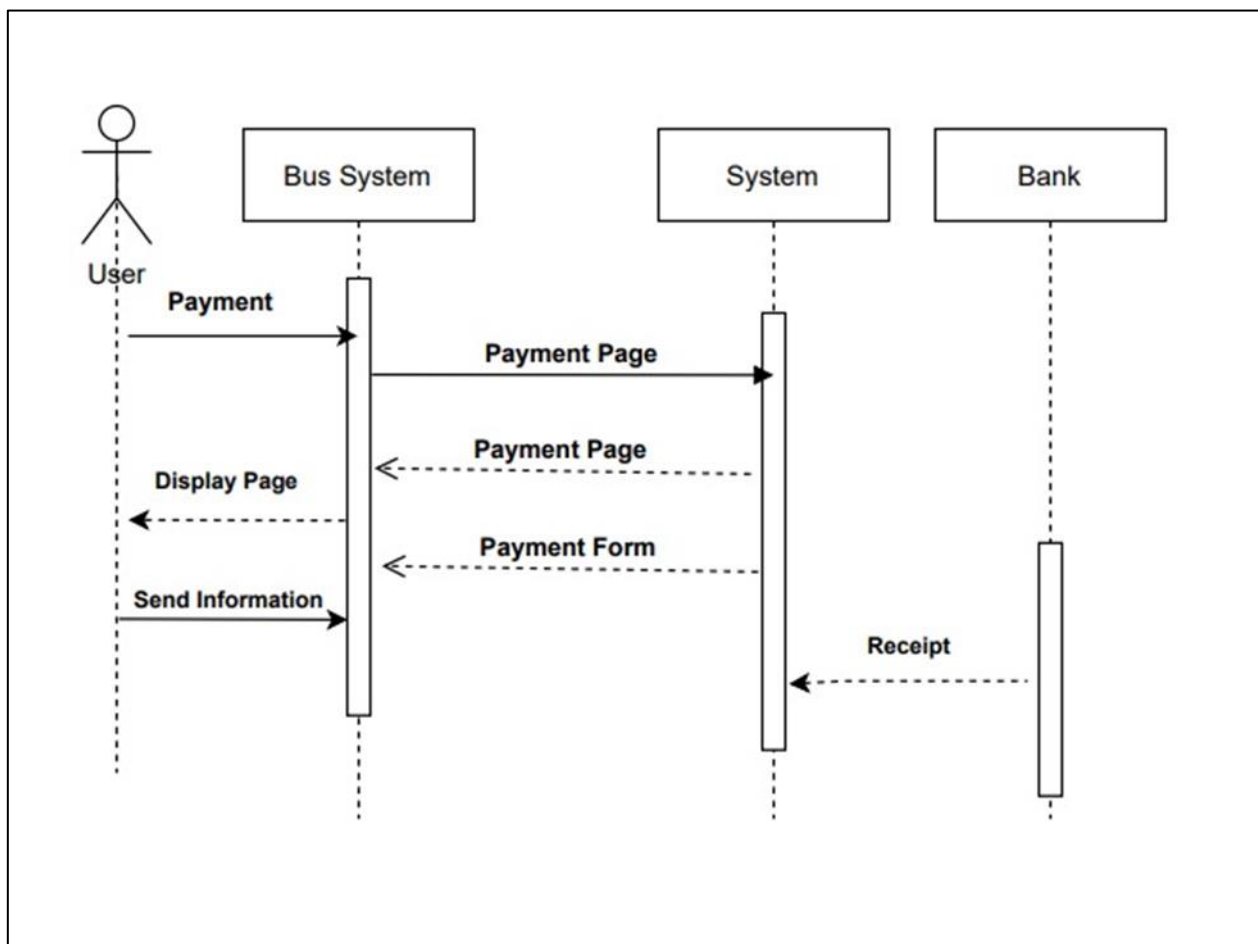 Bus System
System
Bank
User
Payment
Payment Page
Payment Page
Display Page
Payment Form
Send Information
Receipt